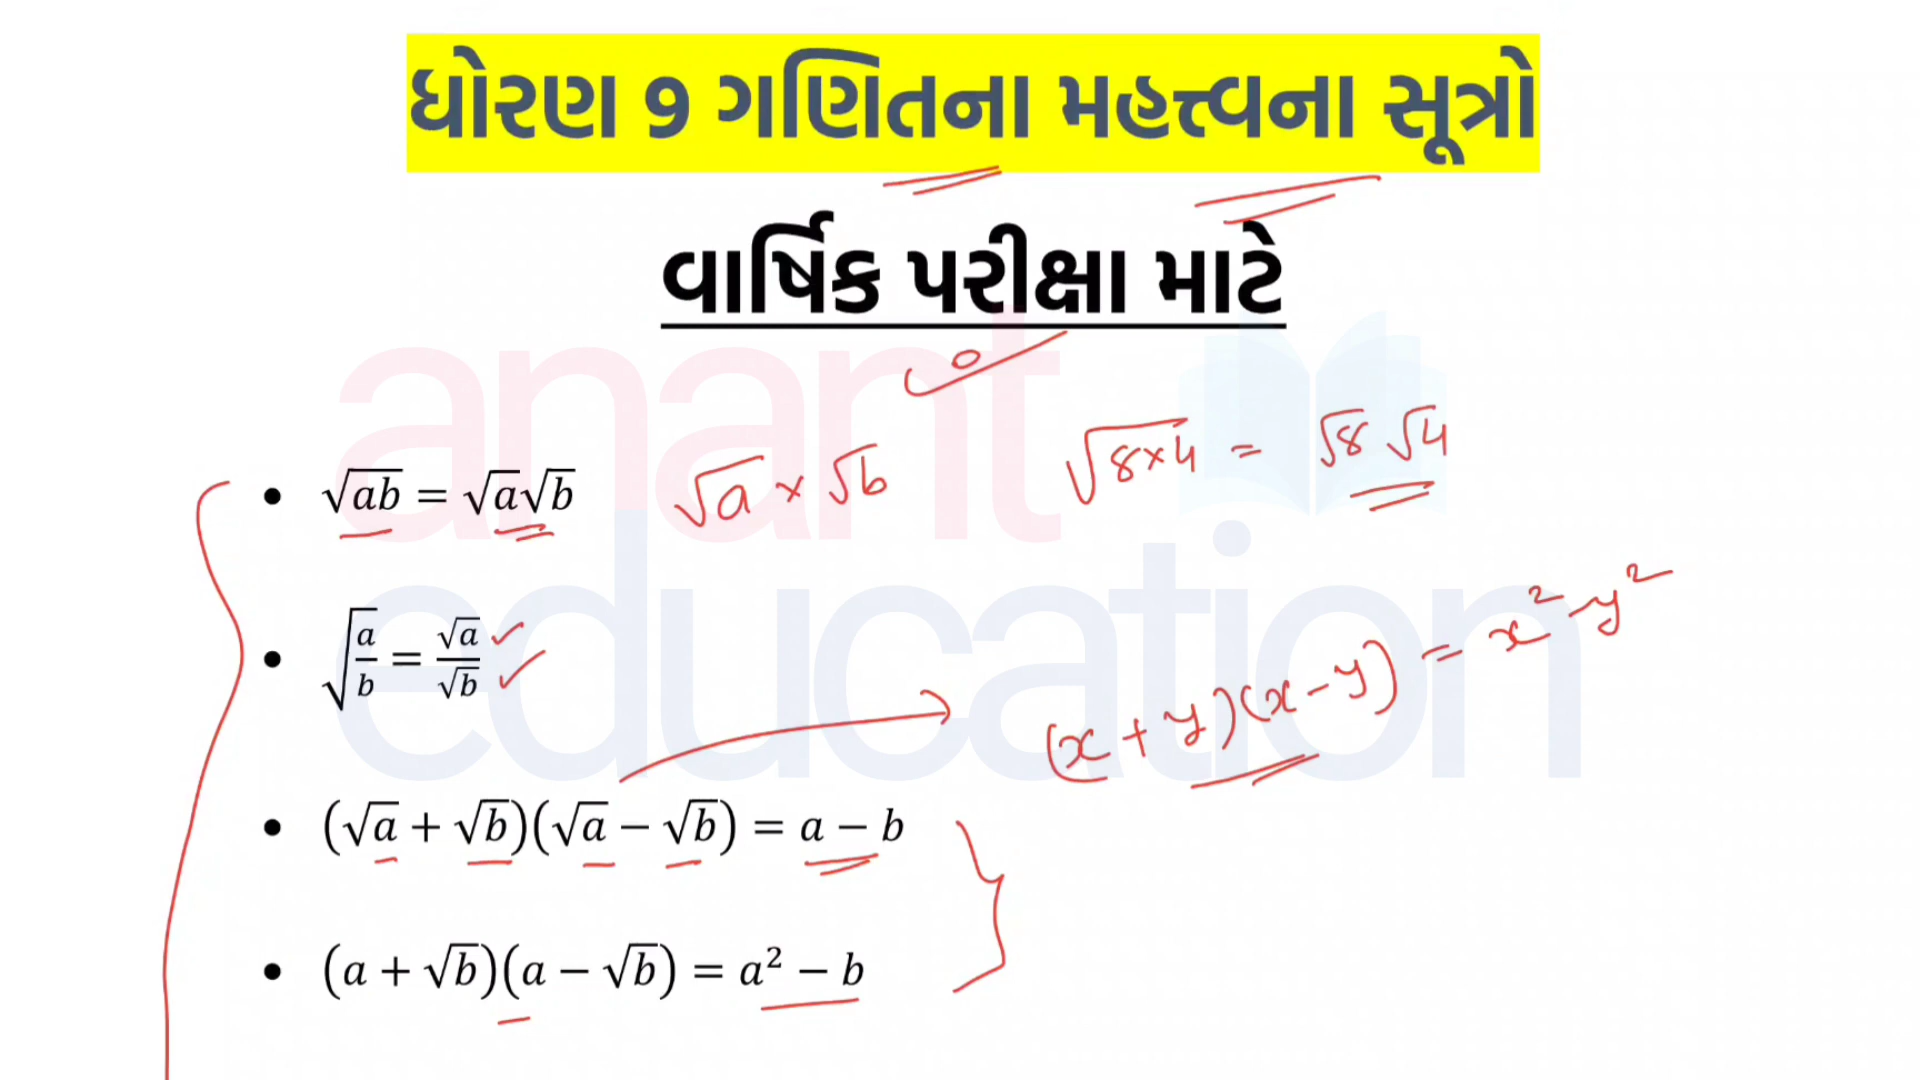 ધોરણ 9 ગણિતના મહત્ત્વના સૂત્રો
વાર્ષિક પરીક્ષા માટે
anant
education
• √ab = √a√b
√a × √b
√8×4 = √8 √4
• √(a/b) = √a/√b
(x+y)(x-y) = x² - y²
• (√a + √b)(√a − √b) = a − b
• (a + √b)(a − √b) = a² − b